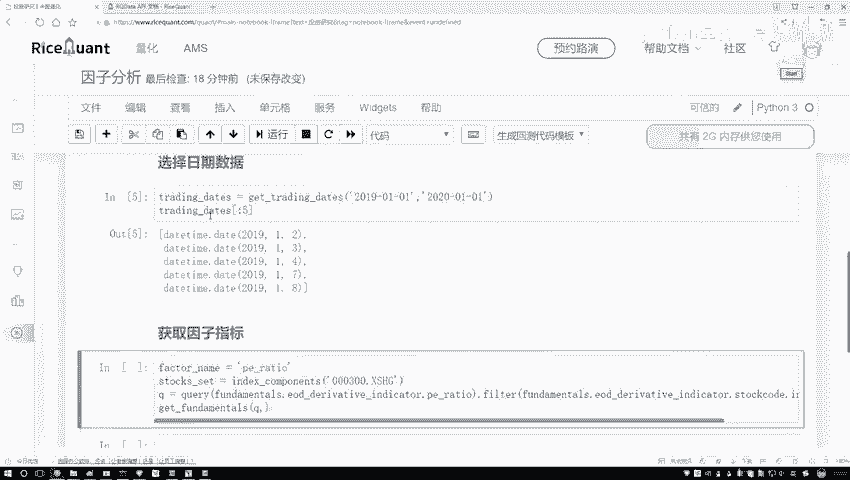 RiceQuant 量化 AMS 预约路演 帮助文档 社区
因子分析 最后检查: 18 分钟前 (未保存改变)
文件 编辑 查看 插入 单元格 服务 Widgets 帮助 可信的 Python 3
运行 代码 生成回测代码模板 共有 2G 内存供您使用
选择日期数据
In [5]: trading_dates = get_trading_dates('2019-01-01','2020-01-01')
trading_dates[:5]
Out[5]: [datetime.date(2019, 1, 2),
datetime.date(2019, 1, 3),
datetime.date(2019, 1, 4),
datetime.date(2019, 1, 7),
datetime.date(2019, 1, 8)]
获取因子指标
In [ ]: factor_name = 'pe_ratio'
stocks_set = index_components('000300.XSHG')
q = query(fundamentals.eod_derivative_indicator.pe_ratio).filter(fundamentals.eod_derivative_indicator.stockcode.in
get_fundamentals(q,)
In [ ]: